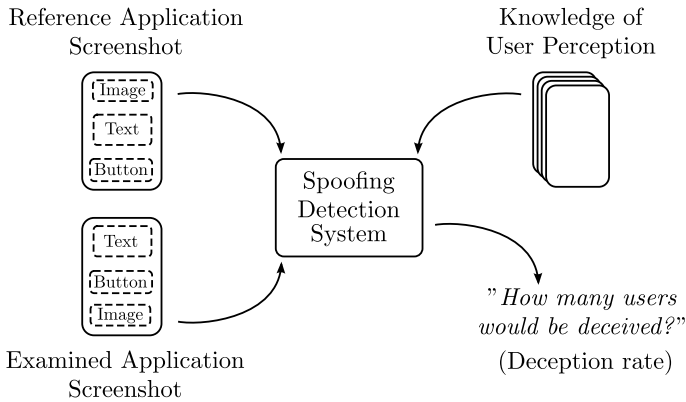 Reference Application
Screenshot
Image
Text
Button
Knowledge of
User Perception
Spoofing
Detection
System
Text
Button
Image
Examined Application
Screenshot
"How many users
would be deceived?"
(Deception rate)